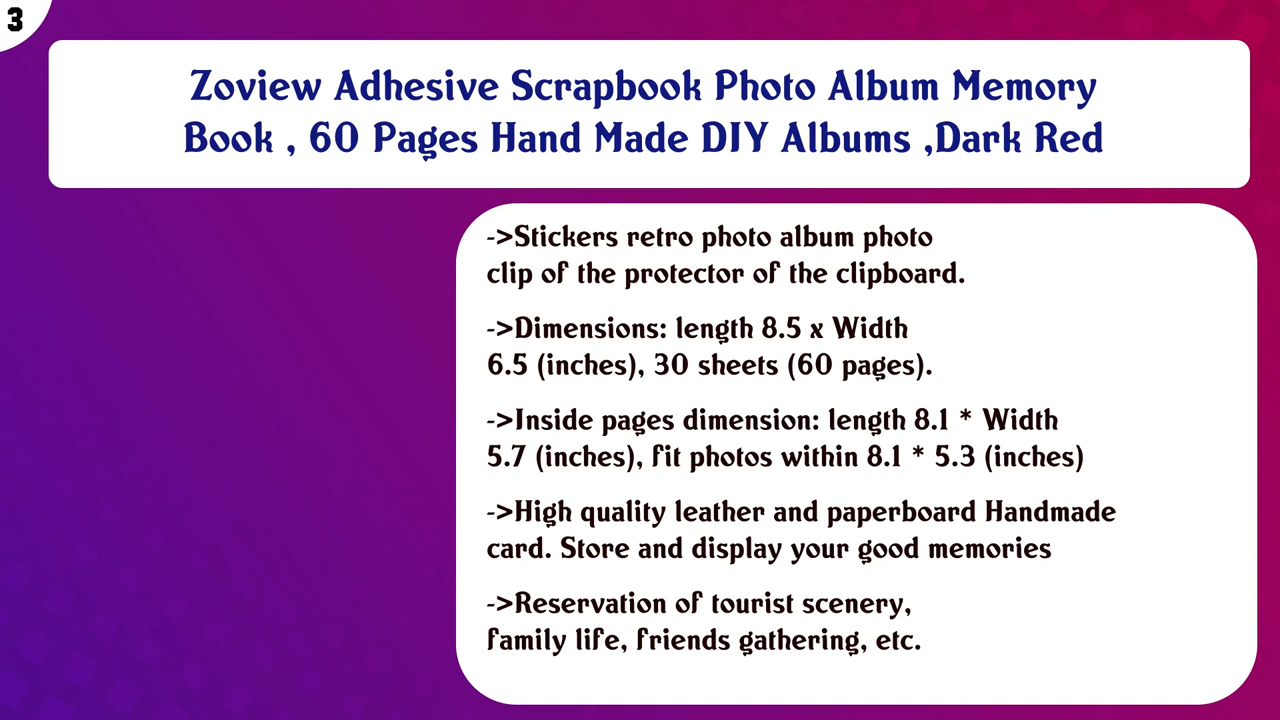 3
Zoview Adhesive Scrapbook Photo Album Memory
Book , 60 Pages Hand Made DIY Albums ,Dark Red
->Stickers retro photo album photo
clip of the protector of the clipboard.
->Dimensions: length 8.5 x Width
6.5 (inches), 30 sheets (60 pages).
->Inside pages dimension: length 8.1 * Width
5.7 (inches), fit photos within 8.1 * 5.3 (inches)
->High quality leather and paperboard Handmade
card. Store and display your good memories
->Reservation of tourist scenery,
family life, friends gathering, etc.